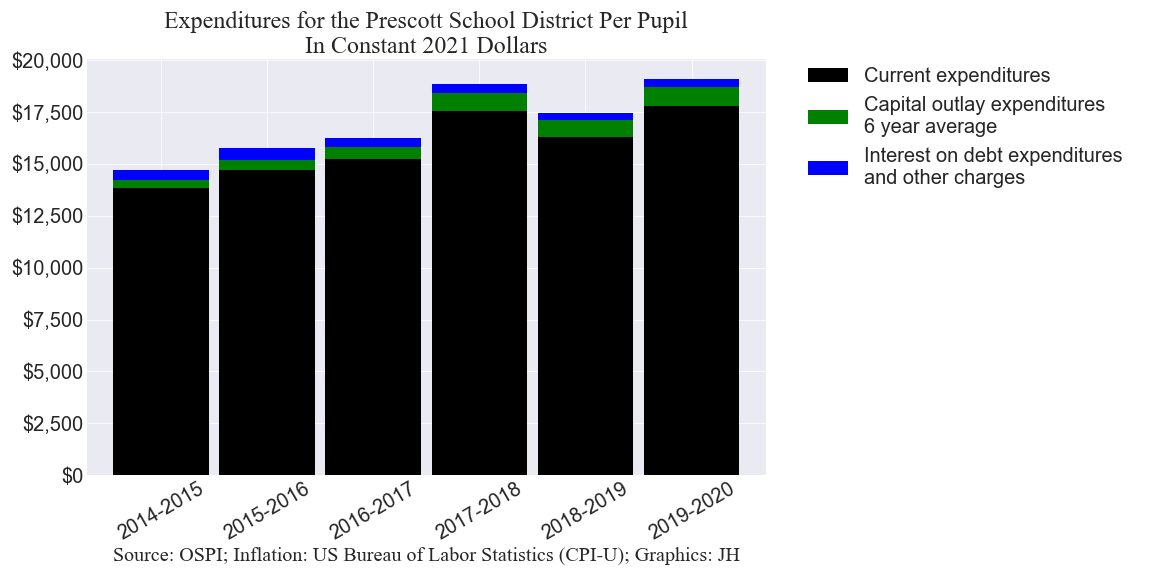 Expenditures for the Prescott School District Per Pupil
In Constant 2021 Dollars
$20,000
$17,500
$15,000
$12,500
$10,000
$7,500
$5,000
$2,500
$0
2014-2015
2015-2016
2016-2017
2017-2018
2018-2019
2019-2020
Source: OSPI; Inflation: US Bureau of Labor Statistics (CPI-U); Graphics: JH
Current expenditures
Capital outlay expenditures
6 year average
Interest on debt expenditures
and other charges